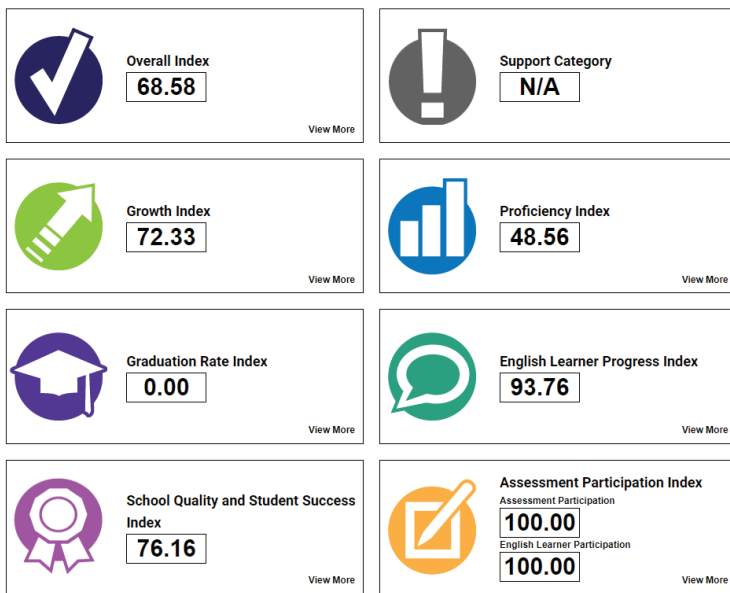 Overall Index
68.58
View More
Support Category
N/A
Growth Index
72.33
View More
Proficiency Index
48.56
View More
Graduation Rate Index
0.00
View More
English Learner Progress Index
93.76
View More
School Quality and Student Success
Index
76.16
View More
Assessment Participation Index
Assessment Participation
100.00
English Learner Participation
100.00
View More